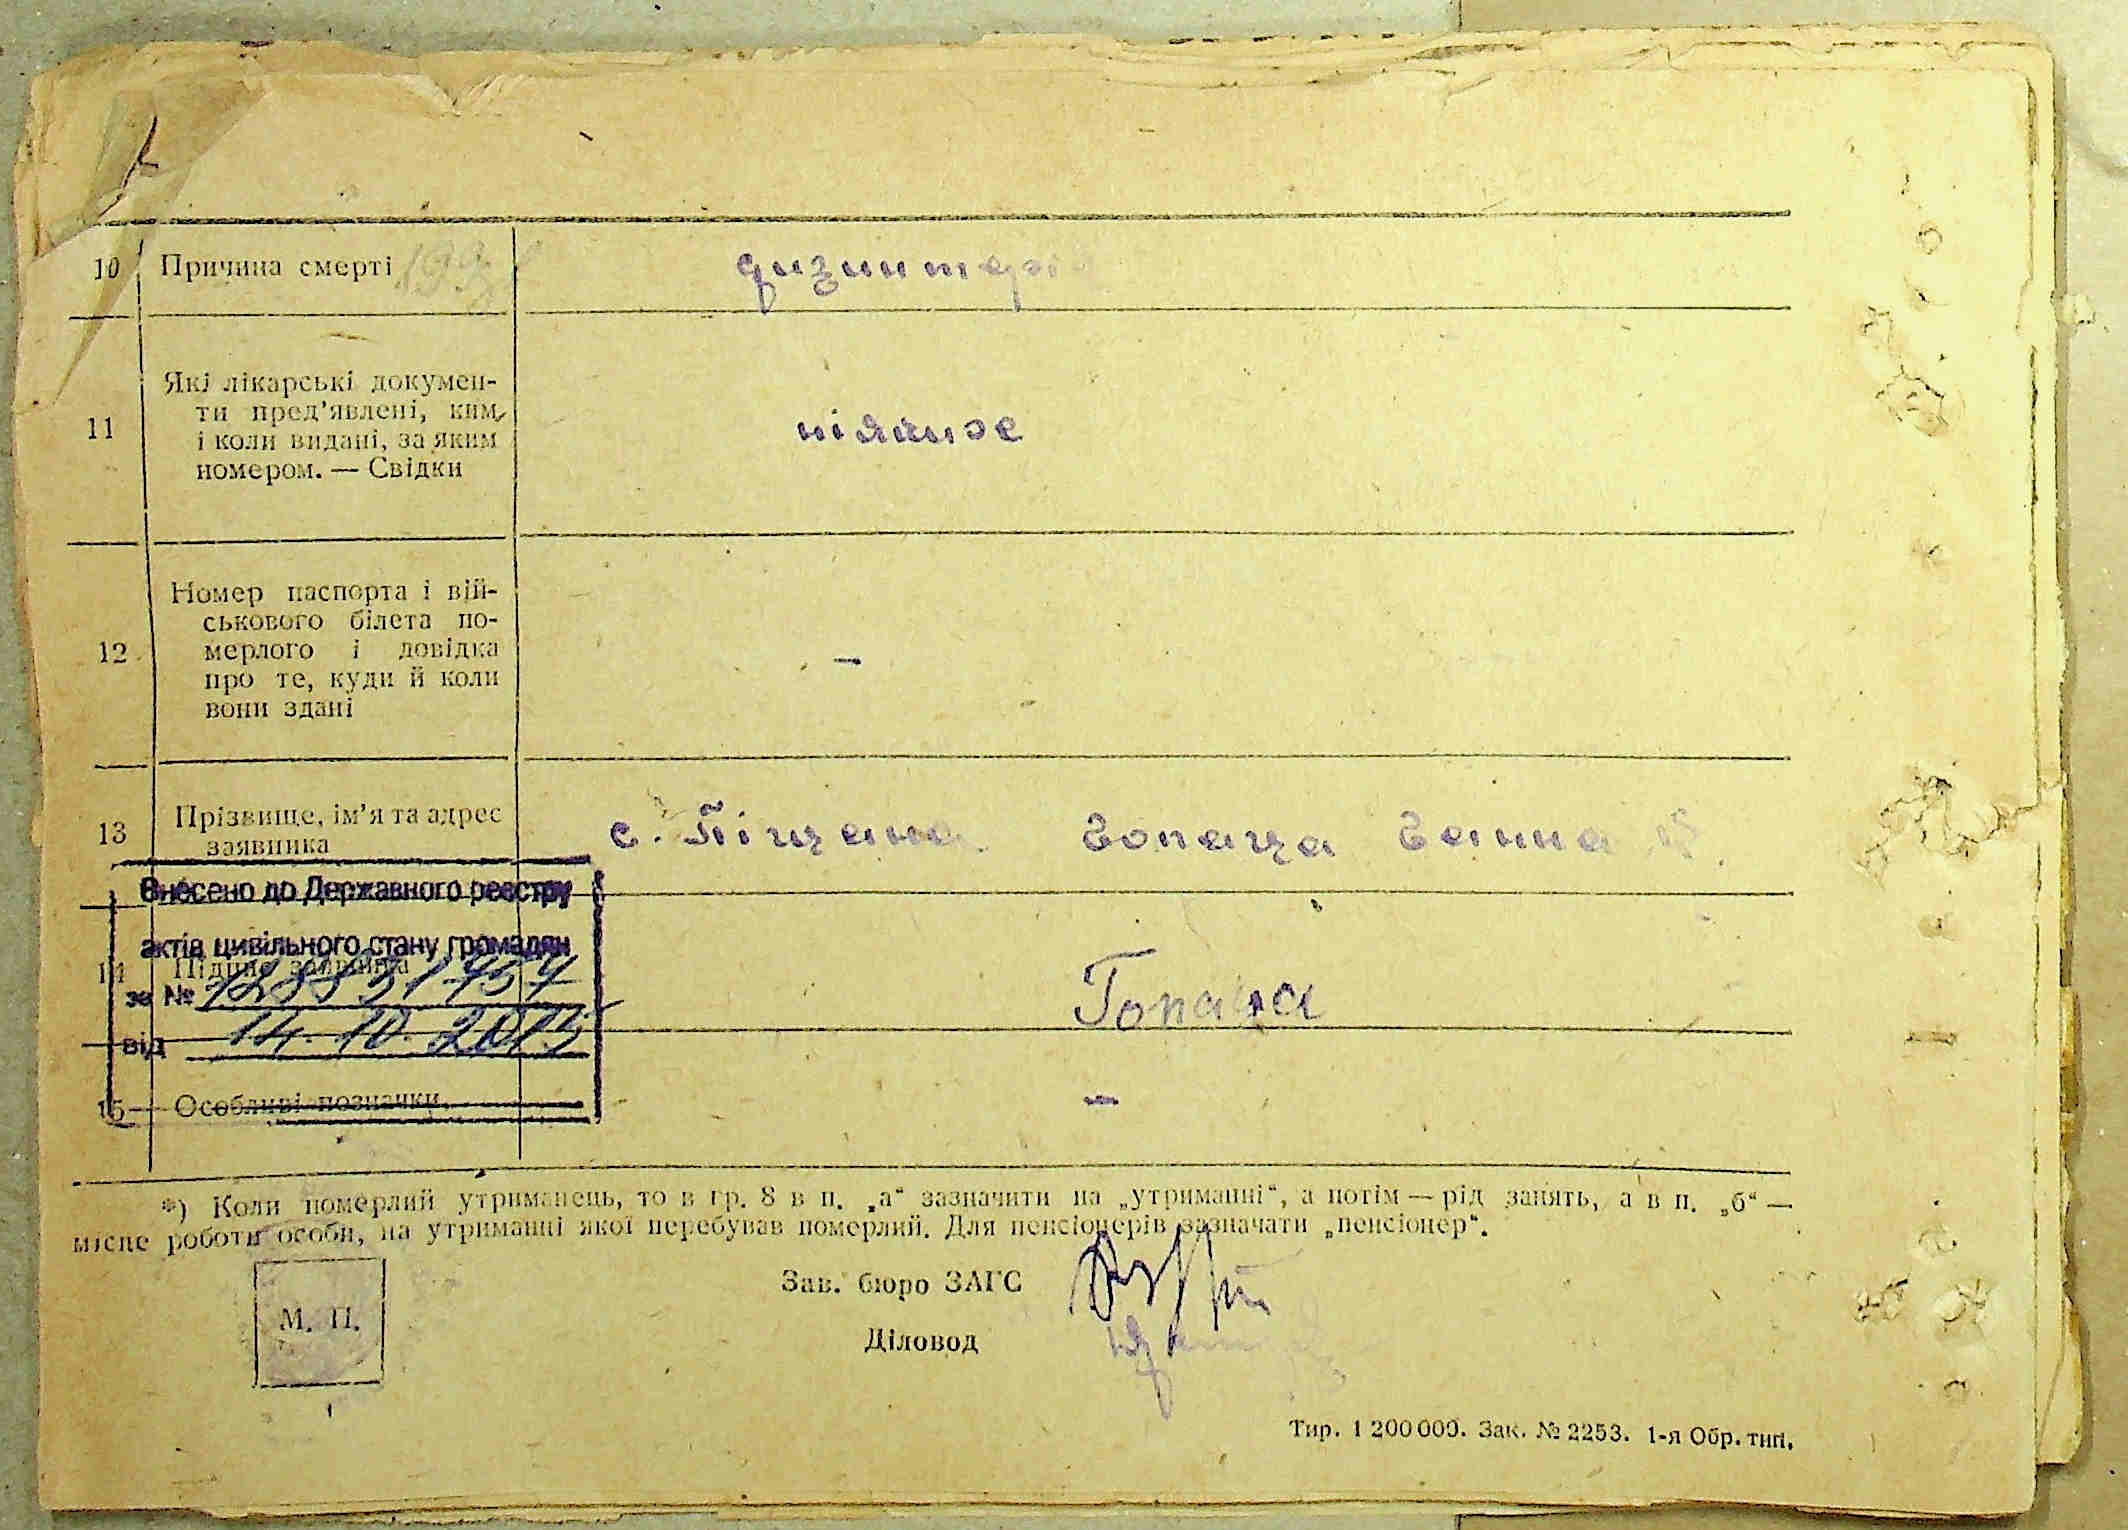 10 Причина смерті дизинтерія
11 Які лікарські докумен-
ти пред'явлені, ким,
і коли видані, за яким
номером. — Свідки
ніяких
12 Номер паспорта і вій-
ськового білета по-
мерлого і довідка
про те, куди й коли
вони здані
—
13 Прізвище, ім'я та адрес
заявника
с. Піщана Гопаца Ганна
Внесено до Державного реєстру
актів цивільного стану громадян
14 Підпис заявника
Гопаца
за №
від 14.10.2013
15 Особливі позначки —
*) Коли померлий утриманець, то в гр. 8 в п. „а“ зазначити на „утриманні“, а потім — рід занять, а в п. „б“ —
місце роботи особи, на утриманні якої перебував померлий. Для пенсіонерів зазначати „пенсіонер“.
Зав. бюро ЗАГС
М. П.
Діловод
Тир. 1 200 000. Зак. № 2253. 1-я Обр. тип.